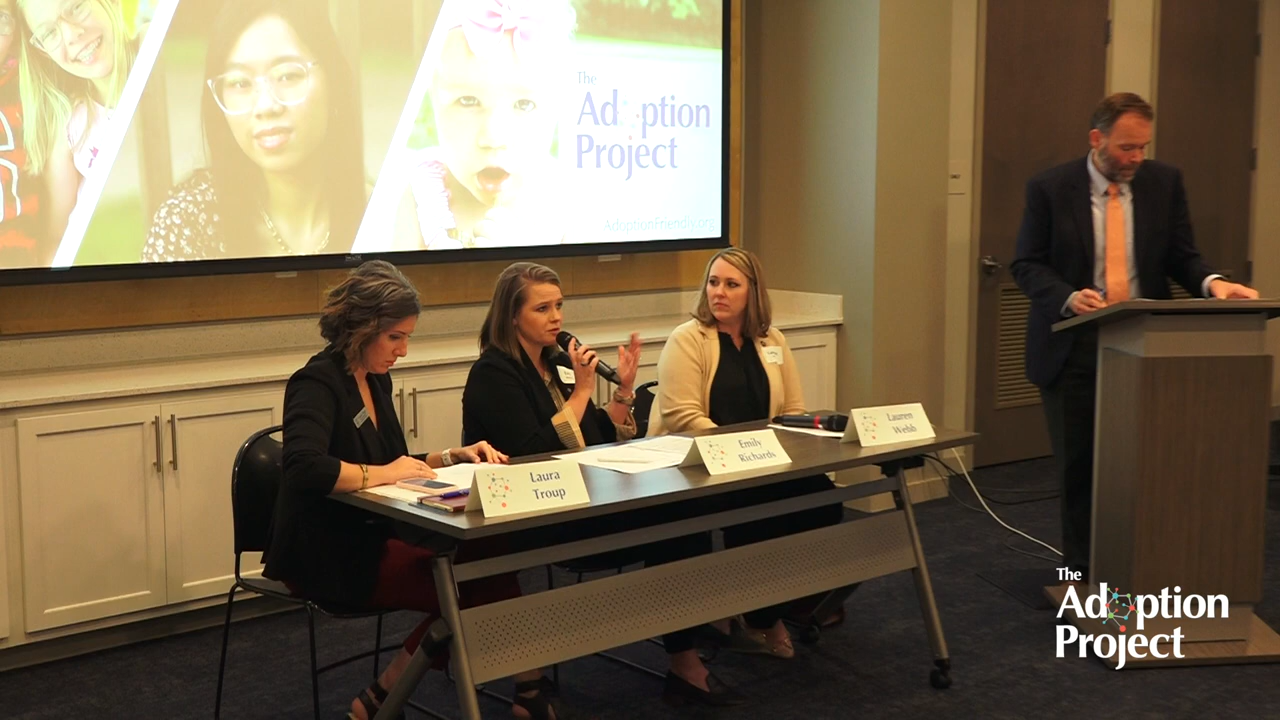 The
Adoption
Project
AdoptionFriendly.org
Laura
Troup
Emily
Richards
Lauren
Webb
The
Adoption
Project